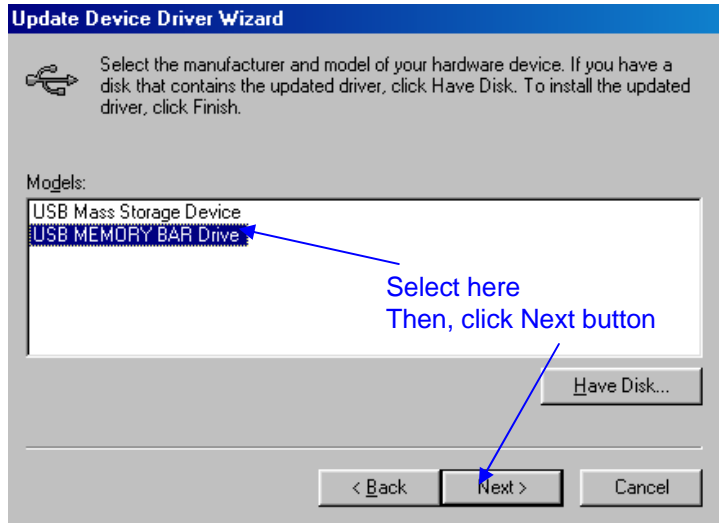 Update Device Driver Wizard
Select the manufacturer and model of your hardware device. If you have a
disk that contains the updated driver, click Have Disk. To install the updated
driver, click Finish.
Models:
USB Mass Storage Device
USB MEMORY BAR Drive
Select here
Then, click Next button
Have Disk...
< Back
Next >
Cancel